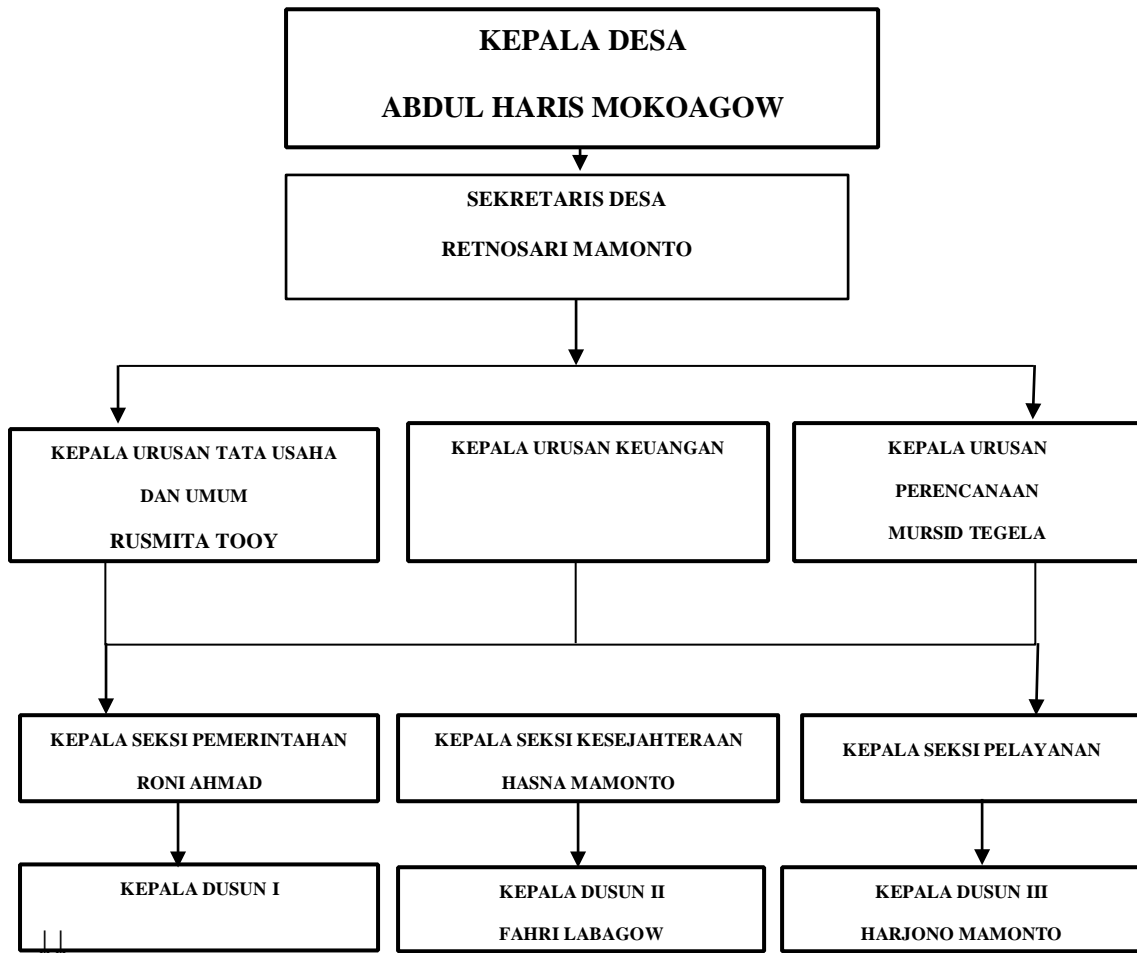 KEPALA DESA
ABDUL HARIS MOKOAGOW
SEKRETARIS DESA
RETNOSARI MAMONTO
KEPALA URUSAN TATA USAHA
DAN UMUM
RUSMITA TOOY
KEPALA URUSAN KEUANGAN
KEPALA URUSAN
PERENCANAAN
MURSID TEGELA
KEPALA SEKSI PEMERINTAHAN
RONI AHMAD
KEPALA SEKSI KESEJAHTERAAN
HASNA MAMONTO
KEPALA SEKSI PELAYANAN
KEPALA DUSUN I
KEPALA DUSUN II
FAHRI LABAGOW
KEPALA DUSUN III
HARJONO MAMONTO